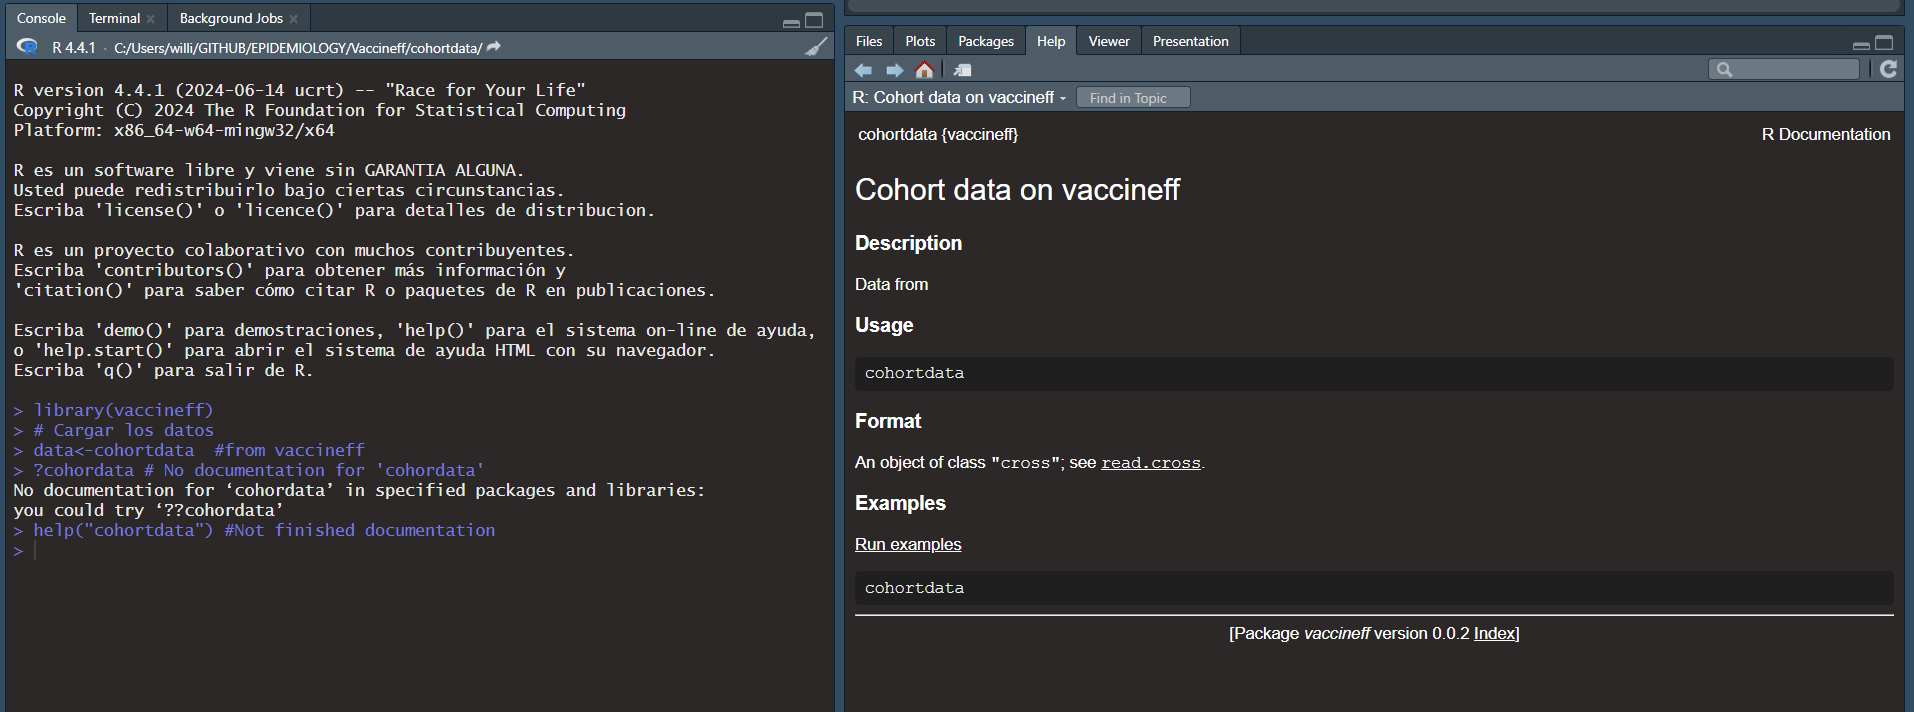 Console Terminal Background Jobs
R 4.4.1 · C:/Users/willi/GITHUB/EPIDEMIOLOGY/Vaccineff/cohortdata/
R version 4.4.1 (2024-06-14 ucrt) -- "Race for Your Life"
Copyright (C) 2024 The R Foundation for Statistical Computing
Platform: x86_64-w64-mingw32/x64
R es un software libre y viene sin GARANTIA ALGUNA.
Usted puede redistribuirlo bajo ciertas circunstancias.
Escriba 'license()' o 'licence()' para detalles de distribucion.
R es un proyecto colaborativo con muchos contribuyentes.
Escriba 'contributors()' para obtener más información y
'citation()' para saber cómo citar R o paquetes de R en publicaciones.
Escriba 'demo()' para demostraciones, 'help()' para el sistema on-line de ayuda,
o 'help.start()' para abrir el sistema de ayuda HTML con su navegador.
Escriba 'q()' para salir de R.
> library(vaccineff)
> # Cargar los datos
> data<-cohortdata  #from vaccineff
> ?cohordata # No documentation for 'cohordata'
No documentation for ‘cohordata’ in specified packages and libraries:
you could try ‘??cohordata’
> help("cohortdata") #Not finished documentation
>
Files Plots Packages Help Viewer Presentation
R: Cohort data on vaccineff Find in Topic
cohortdata {vaccineff} R Documentation
Cohort data on vaccineff
Description
Data from
Usage
cohortdata
Format
An object of class "cross"; see read.cross.
Examples
Run examples
cohortdata
[Package vaccineff version 0.0.2 Index]